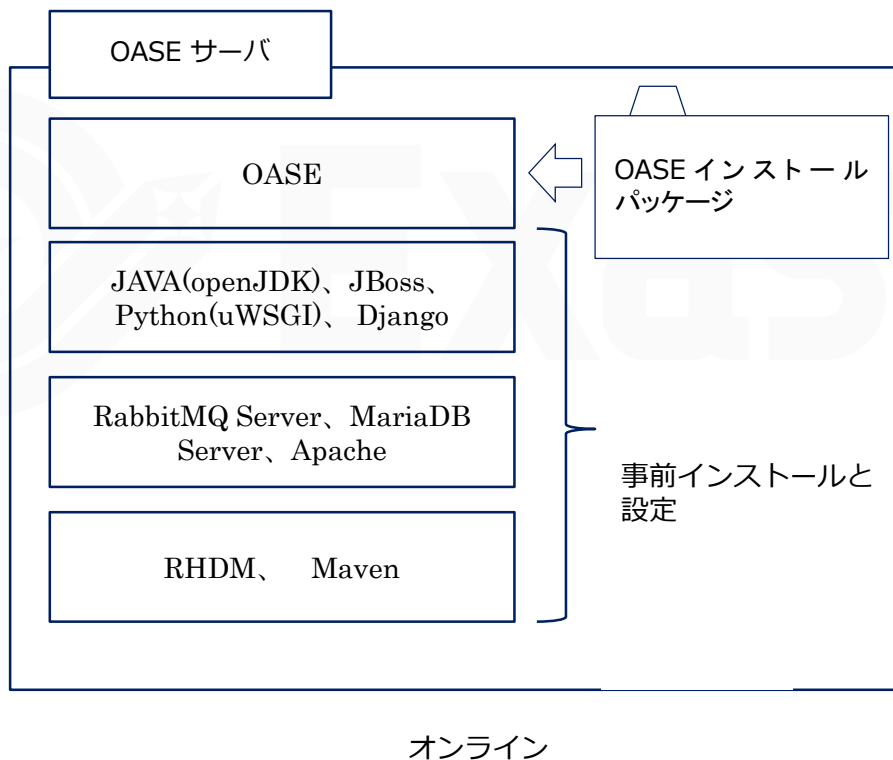 OASE サーバ
OASE
OASE インストール
パッケージ
JAVA(openJDK)、JBoss、
Python(uWSGI)、 Django
RabbitMQ Server、MariaDB
Server、Apache
事前インストールと
設定
RHDM、　Maven
オンライン
Exas